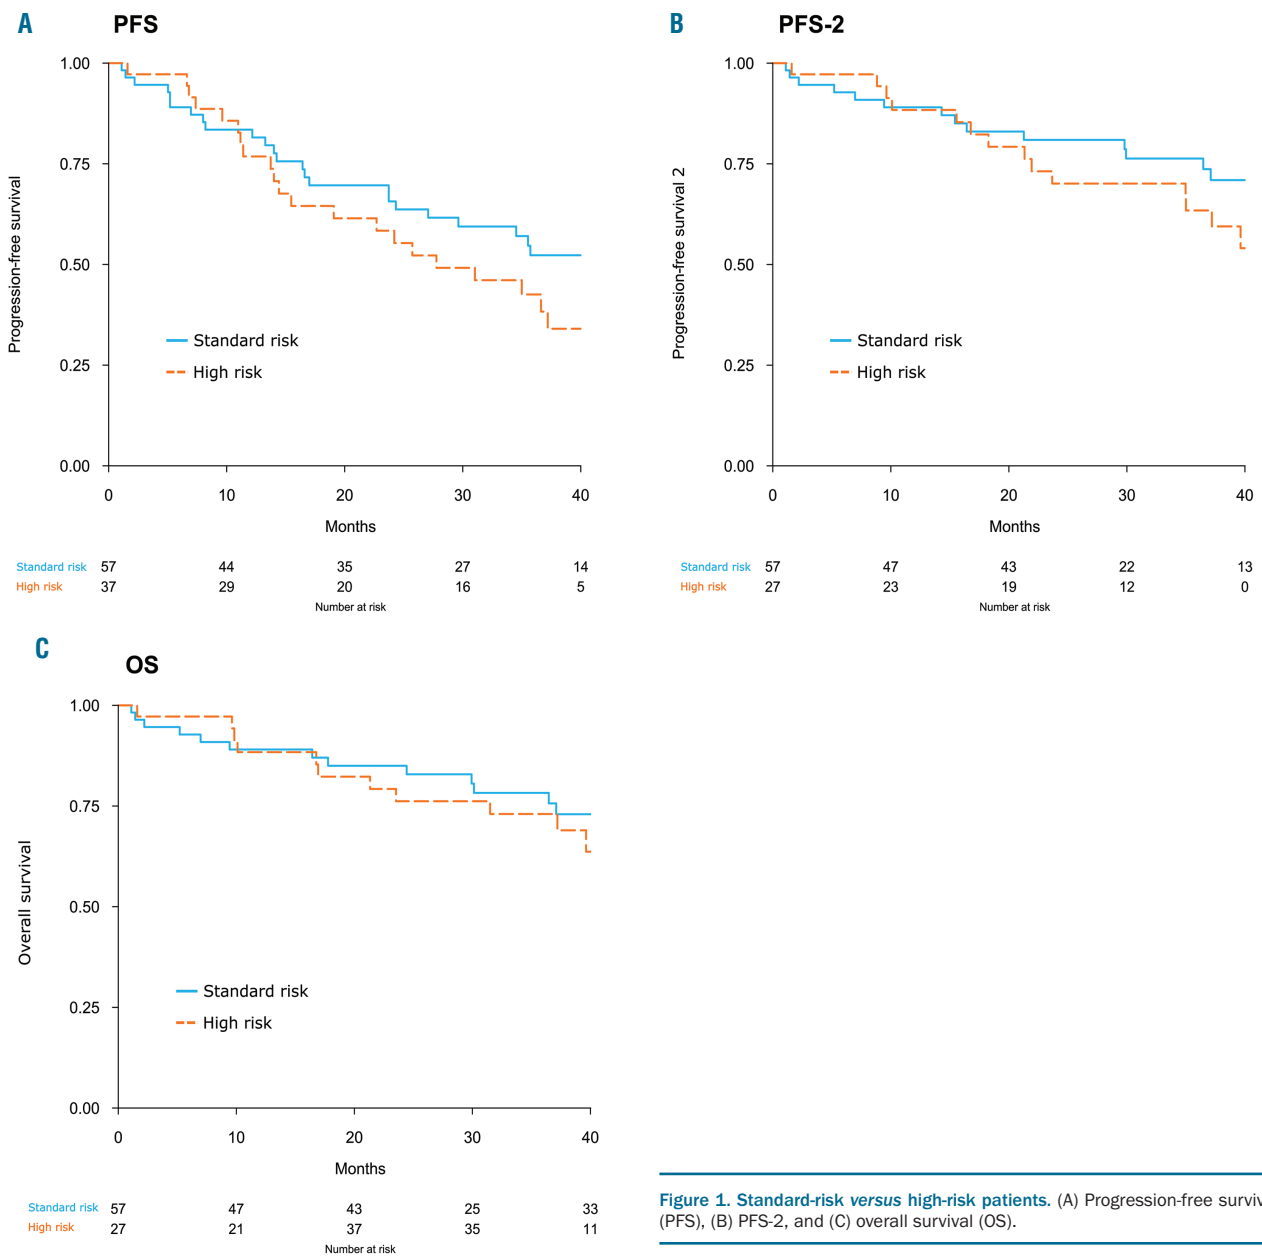 A PFS
1.00
0.75
0.50
0.25
0.00
Progression-free survival
Standard risk
High risk
0 10 20 30 40
Months
Standard risk 57 44 35 27 14
High risk 37 29 20 16 5
Number at risk
B PFS-2
1.00
0.75
0.50
0.25
0.00
Progression-free survival 2
Standard risk
High risk
0 10 20 30 40
Months
Standard risk 57 47 43 22 13
High risk 27 23 19 12 0
Number at risk
C OS
1.00
0.75
0.50
0.25
0.00
Overall survival
Standard risk
High risk
0 10 20 30 40
Months
Standard risk 57 47 43 25 33
High risk 27 21 37 35 11
Number at risk
Figure 1. Standard-risk versus high-risk patients. (A) Progression-free surviv
(PFS), (B) PFS-2, and (C) overall survival (OS).